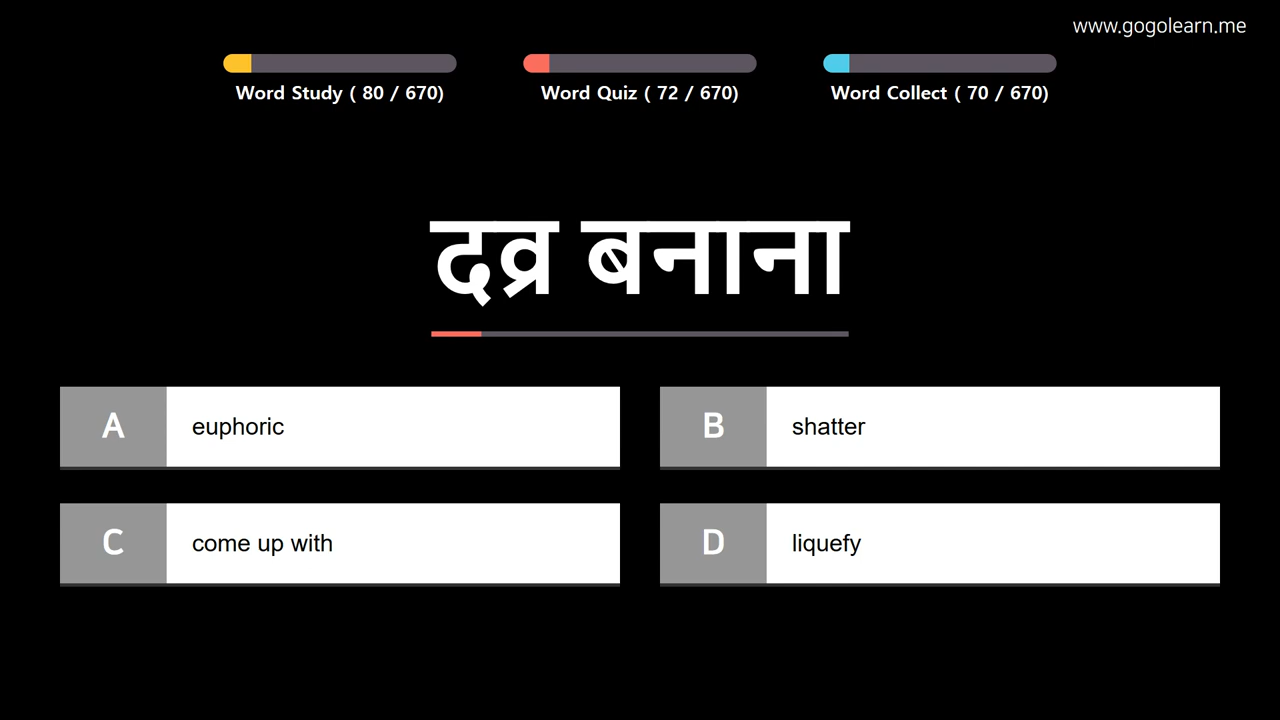 www.gogolearn.me
Word Study ( 80 / 670)
Word Quiz ( 72 / 670)
Word Collect ( 70 / 670)
दव्र बनाना
A euphoric
B shatter
C come up with
D liquefy